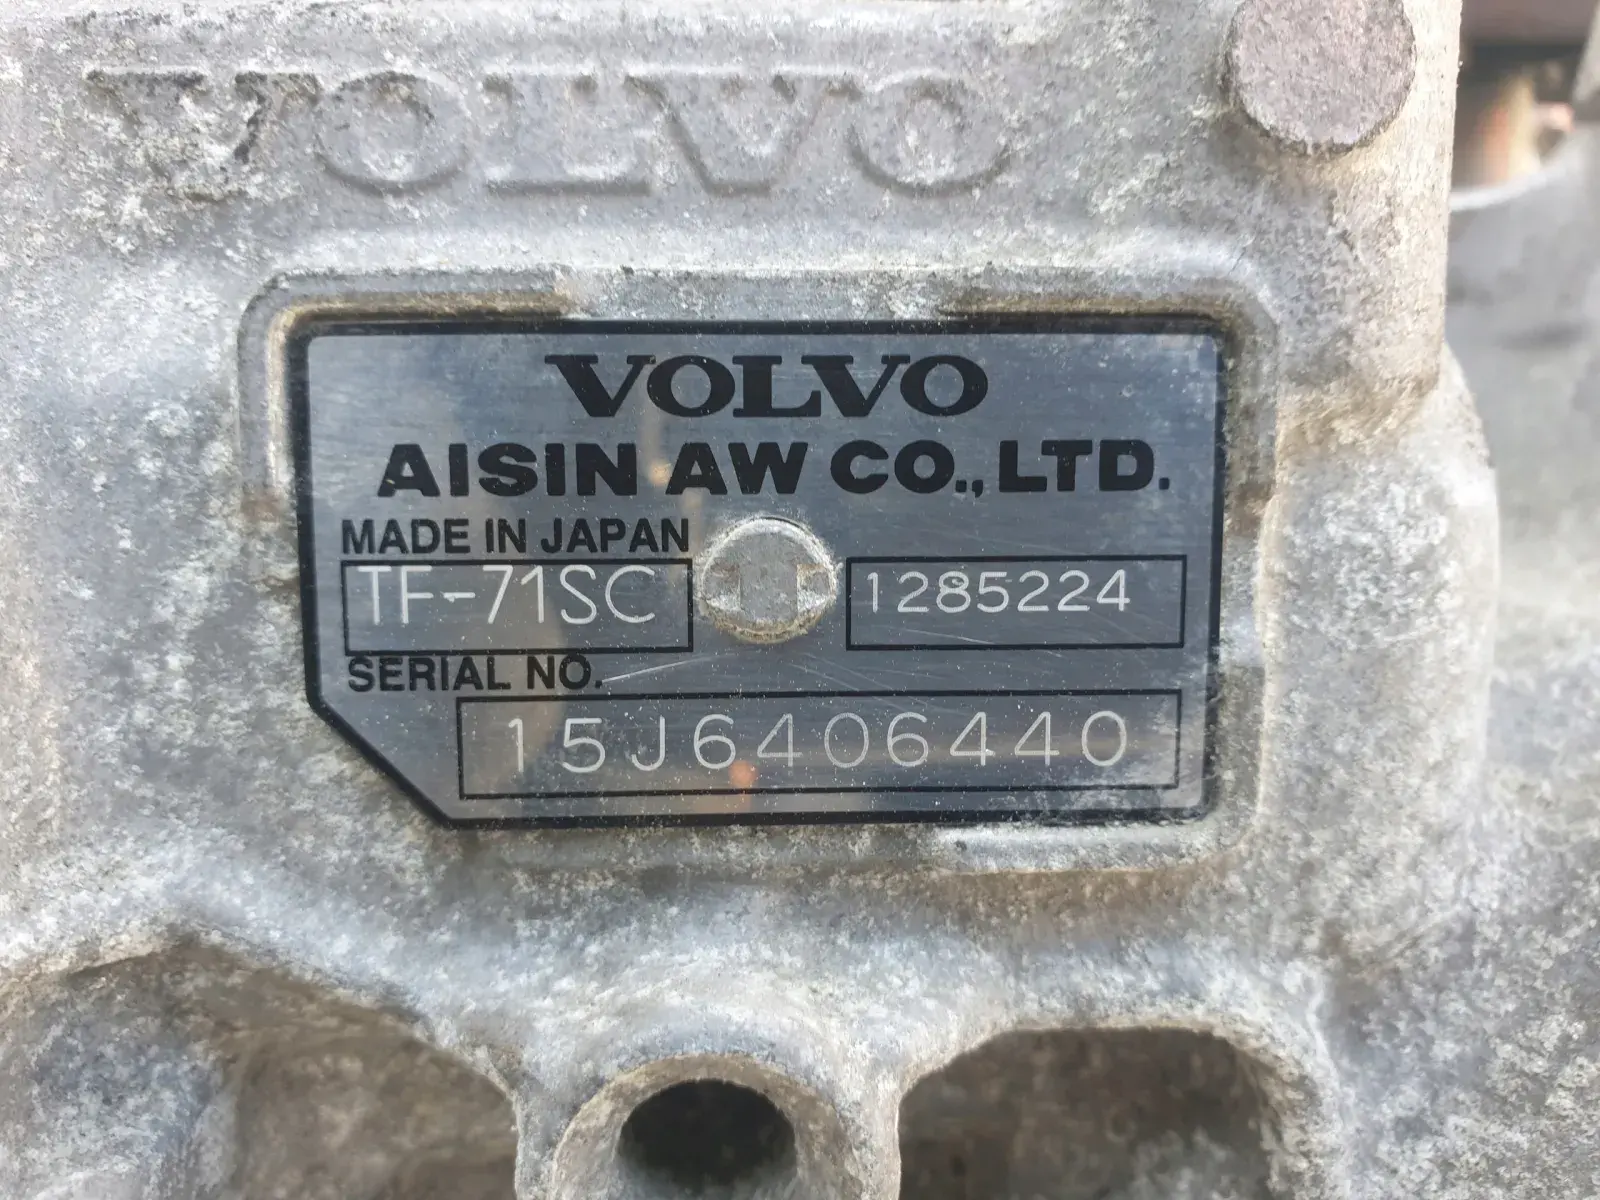 VOLVO
VOLVO
AISIN AW CO., LTD.
MADE IN JAPAN
TF-71SC
1285224
SERIAL NO.
15J6406440